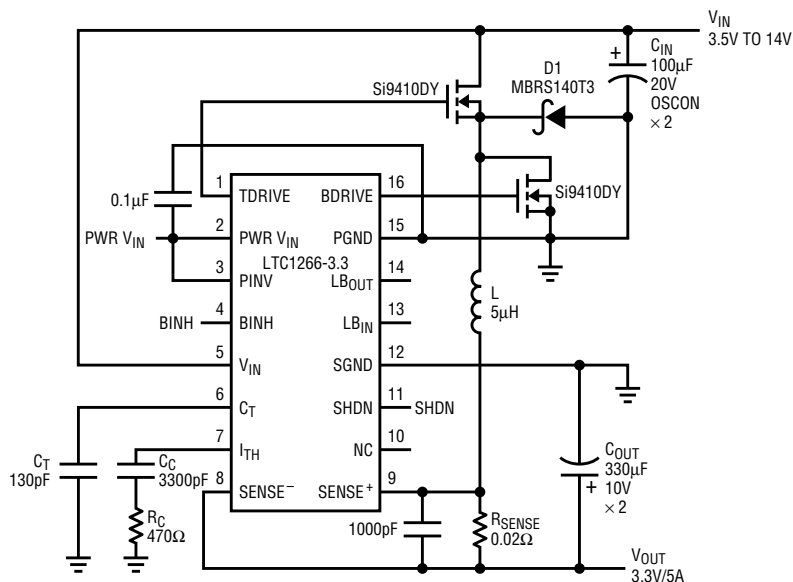 V_IN
3.5V TO 14V
C_IN
100µF
20V
OSCON
× 2
+
D1
MBRS140T3
Si9410DY
Si9410DY
0.1µF
PWR V_IN
BINH
1 TDRIVE
2 PWR V_IN
3 PINV
4 BINH
5 V_IN
6 C_T
7 I_TH
8 SENSE⁻
LTC1266-3.3
BDRIVE 16
PGND 15
LB_OUT 14
LB_IN 13
SGND 12
SHDN 11 SHDN
NC 10
SENSE⁺ 9
L
5µH
C_T
130pF
C_C
3300pF
R_C
470Ω
1000pF
R_SENSE
0.02Ω
C_OUT
330µF
10V
× 2
+
V_OUT
3.3V/5A